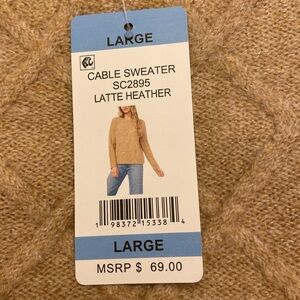 LARGE
CABLE SWEATER
SC2895
LATTE HEATHER
1 98372 15338 4
LARGE
MSRP $ 69.00